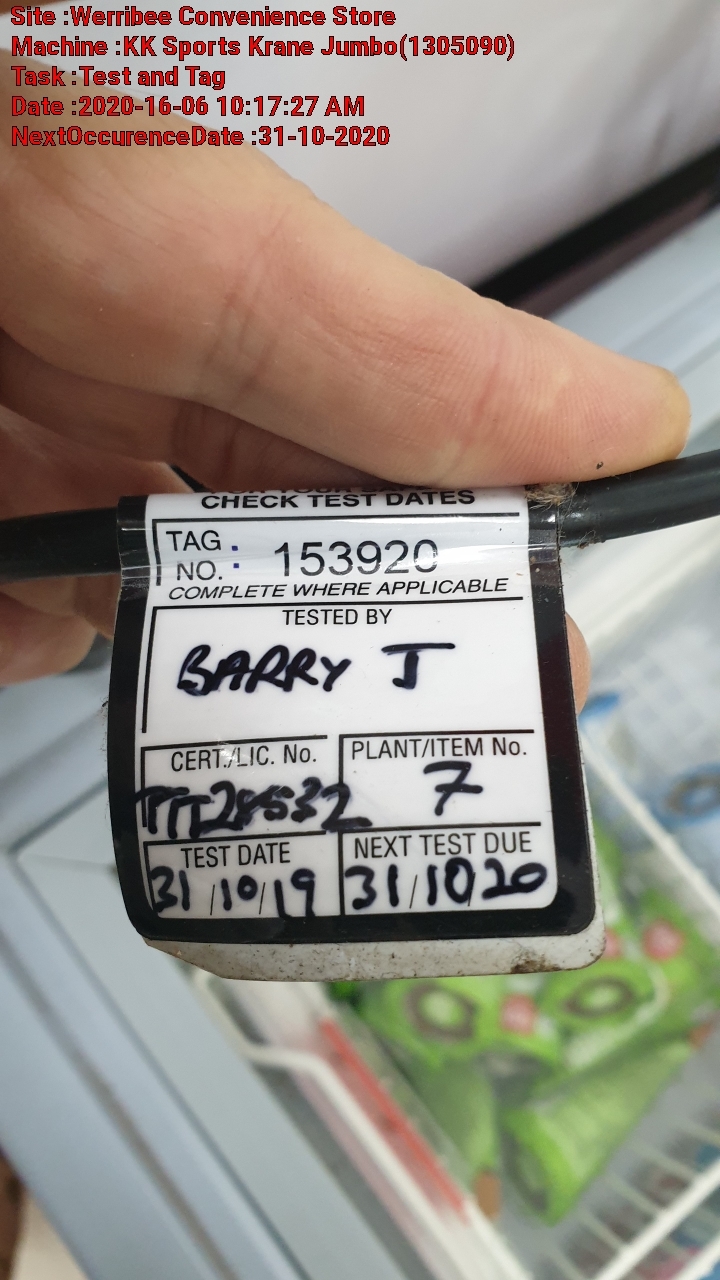 Site :Werribee Convenience Store
Machine :KK Sports Krane Jumbo(1305090)
Task :Test and Tag
Date :2020-16-06 10:17:27 AM
NextOccurenceDate :31-10-2020
CHECK TEST DATES
TAG NO. : 153920
COMPLETE WHERE APPLICABLE
TESTED BY
BARRY J
CERT./LIC. No.
TTT28532
PLANT/ITEM No.
7
TEST DATE
31/10/19
NEXT TEST DUE
31/10/20